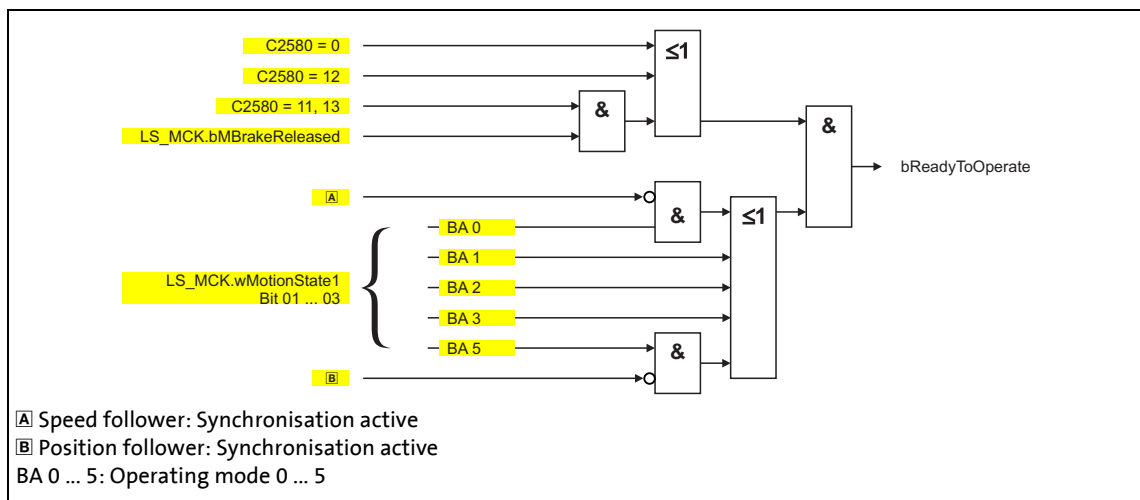 C2580 = 0
≤1
C2580 = 12
C2580 = 11, 13
&
&
LS_MCK.bMBrakeReleased
bReadyToOperate
A
&
≤1
BA 0
BA 1
LS_MCK.wMotionState1
Bit 01 ... 03
BA 2
BA 3
BA 5
&
B
A Speed follower: Synchronisation active
B Position follower: Synchronisation active
BA 0 ... 5: Operating mode 0 ... 5